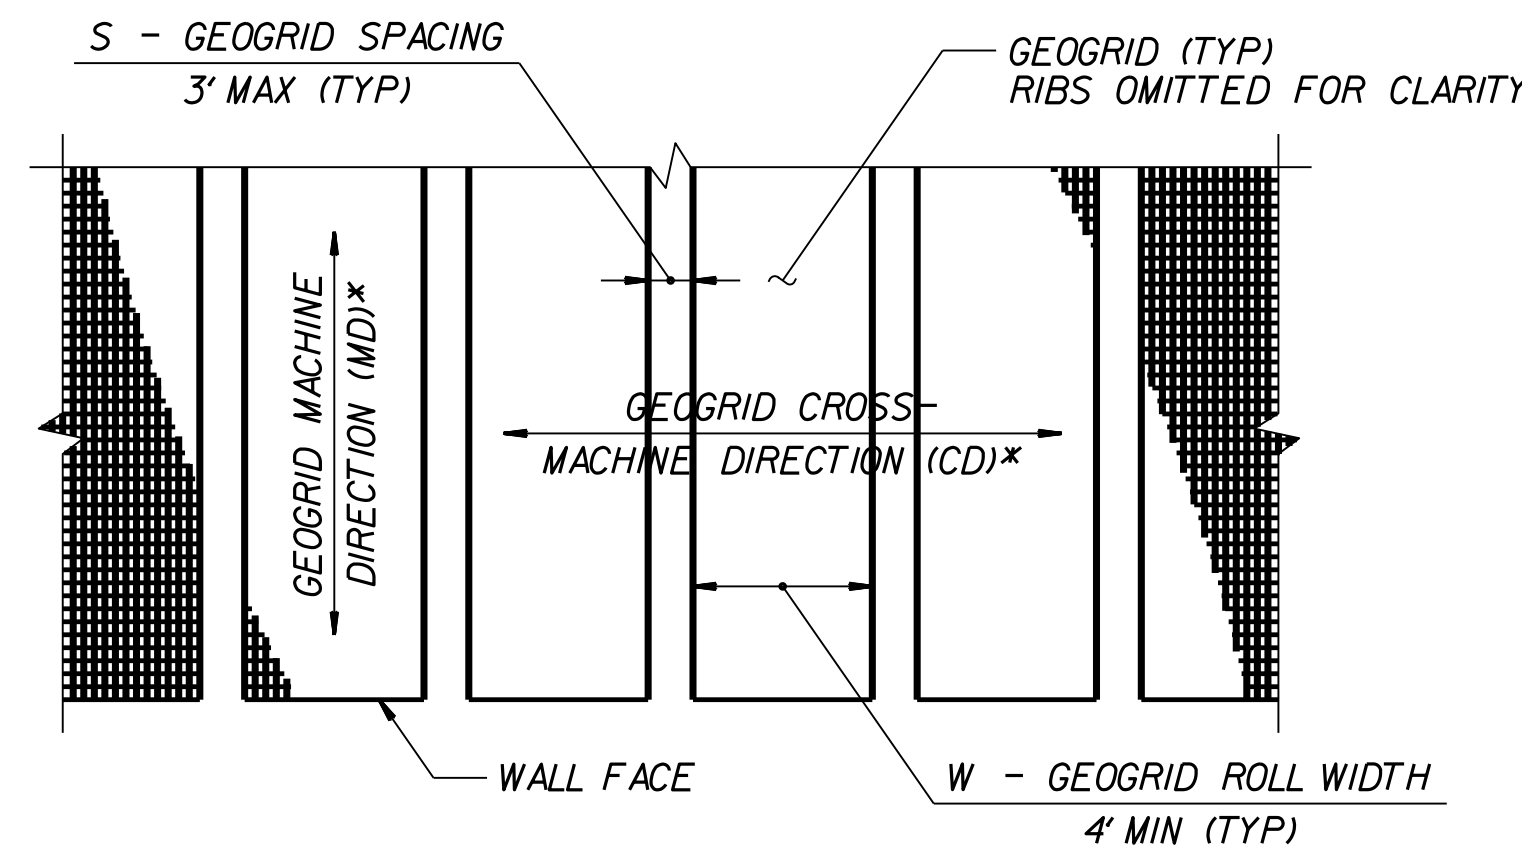 S - GEOGRID SPACING
3' MAX (TYP)
GEOGRID (TYP)
RIBS OMITTED FOR CLARITY
GEOGRID MACHINE
DIRECTION (MD)*
GEOGRID CROSS-
MACHINE DIRECTION (CD)*
WALL FACE
W - GEOGRID ROLL WIDTH
4' MIN (TYP)